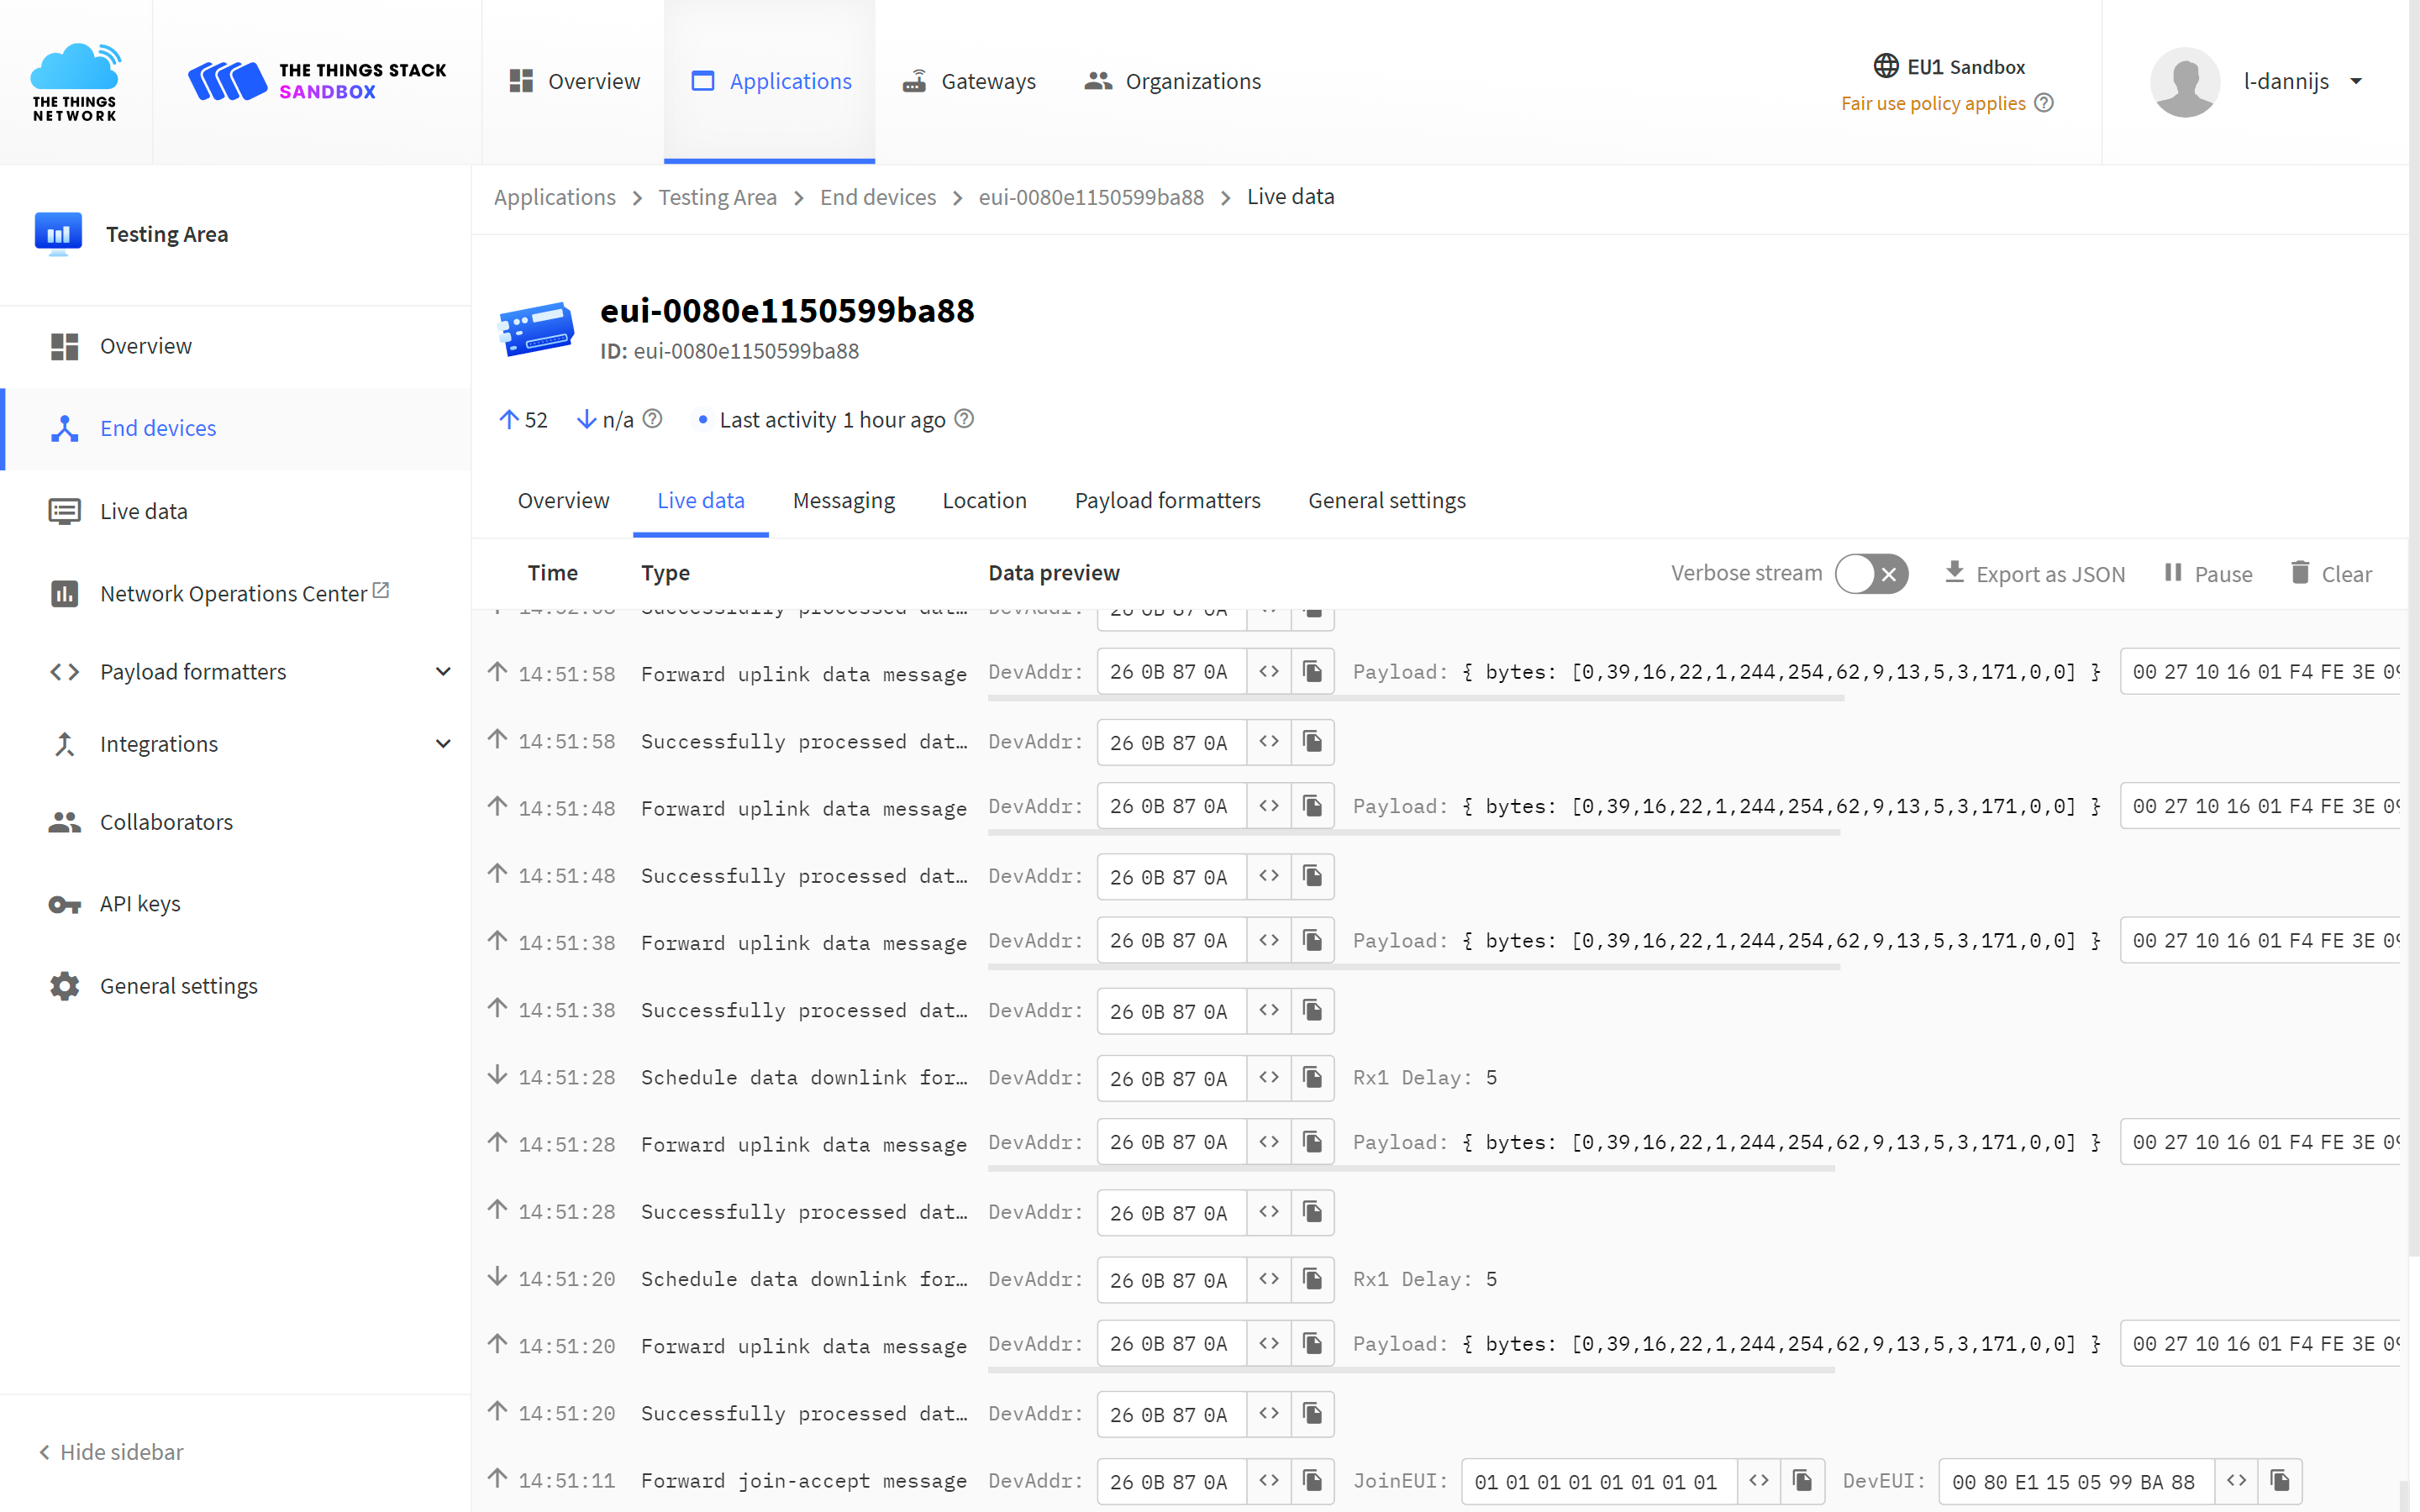 THE THINGS NETWORK
THE THINGS STACK
SANDBOX
Overview
Applications
Gateways
Organizations
EU1 Sandbox
Fair use policy applies
l-dannijs
Testing Area
Overview
End devices
Live data
Network Operations Center
Payload formatters
Integrations
Collaborators
API keys
General settings
Hide sidebar
Applications > Testing Area > End devices > eui-0080e1150599ba88 > Live data
eui-0080e1150599ba88
ID: eui-0080e1150599ba88
52 n/a Last activity 1 hour ago
Overview Live data Messaging Location Payload formatters General settings
Time Type Data preview Verbose stream Export as JSON Pause Clear
Successfully processed dat… DevAddr: 26 0B 87 0A
14:51:58 Forward uplink data message DevAddr: 26 0B 87 0A <> Payload: { bytes: [0,39,16,22,1,244,254,62,9,13,5,3,171,0,0] } 00 27 10 16 01 F4 FE 3E
14:51:58 Successfully processed dat… DevAddr: 26 0B 87 0A <>
14:51:48 Forward uplink data message DevAddr: 26 0B 87 0A <> Payload: { bytes: [0,39,16,22,1,244,254,62,9,13,5,3,171,0,0] } 00 27 10 16 01 F4 FE 3E
14:51:48 Successfully processed dat… DevAddr: 26 0B 87 0A <>
14:51:38 Forward uplink data message DevAddr: 26 0B 87 0A <> Payload: { bytes: [0,39,16,22,1,244,254,62,9,13,5,3,171,0,0] } 00 27 10 16 01 F4 FE 3E
14:51:38 Successfully processed dat… DevAddr: 26 0B 87 0A <>
14:51:28 Schedule data downlink for… DevAddr: 26 0B 87 0A <> Rx1 Delay: 5
14:51:28 Forward uplink data message DevAddr: 26 0B 87 0A <> Payload: { bytes: [0,39,16,22,1,244,254,62,9,13,5,3,171,0,0] } 00 27 10 16 01 F4 FE 3E
14:51:28 Successfully processed dat… DevAddr: 26 0B 87 0A <>
14:51:20 Schedule data downlink for… DevAddr: 26 0B 87 0A <> Rx1 Delay: 5
14:51:20 Forward uplink data message DevAddr: 26 0B 87 0A <> Payload: { bytes: [0,39,16,22,1,244,254,62,9,13,5,3,171,0,0] } 00 27 10 16 01 F4 FE 3E
14:51:20 Successfully processed dat… DevAddr: 26 0B 87 0A <>
14:51:11 Forward join-accept message DevAddr: 26 0B 87 0A <> JoinEUI: 01 01 01 01 01 01 01 01 <> DevEUI: 00 80 E1 15 05 99 BA 88 <>